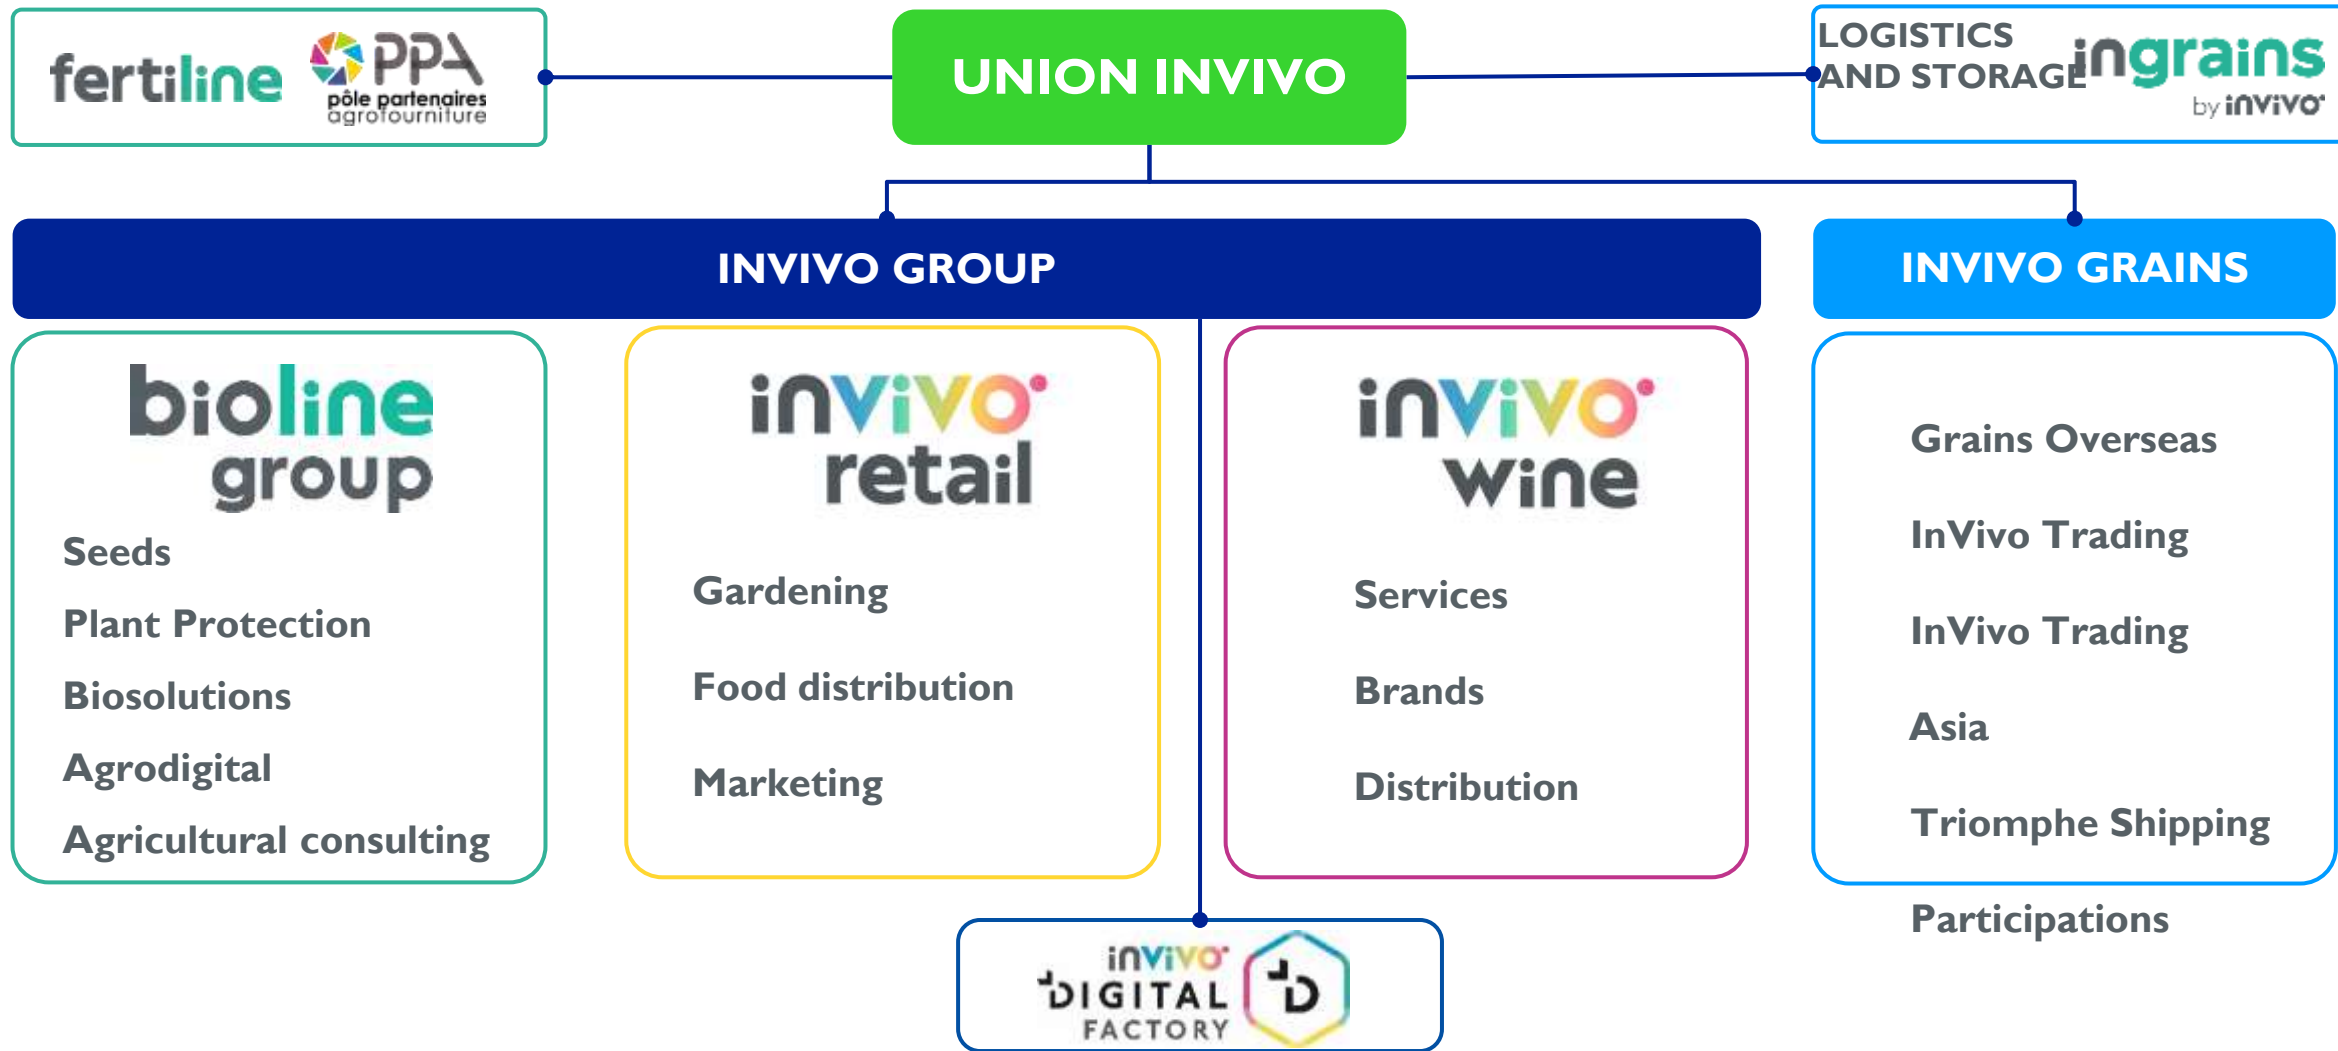 fertiline
PPA
pôle partenaires
agrofourniture
UNION INVIVO
LOGISTICS
AND STORAGE
ingrains
by invivo
INVIVO GROUP
INVIVO GRAINS
bioline
group
Seeds
Plant Protection
Biosolutions
Agrodigital
Agricultural consulting
invivo
retail
Gardening
Food distribution
Marketing
invivo
wine
Services
Brands
Distribution
Grains Overseas
InVivo Trading
InVivo Trading
Asia
Triomphe Shipping
Participations
invivo
DIGITAL
FACTORY
D